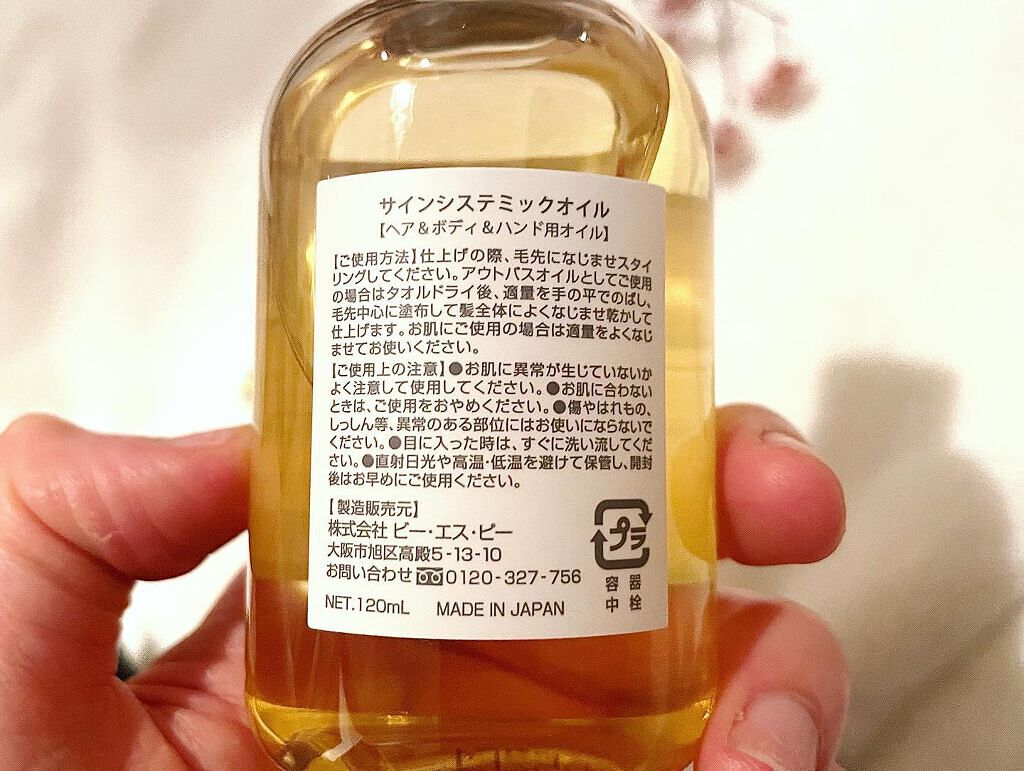 サインシステミックオイル
【ヘア＆ボディ＆ハンド用オイル】
【ご使用方法】仕上げの際、毛先になじませスタイ
リングしてください。アウトバスオイルとしてご使用
の場合はタオルドライ後、適量を手の平でのばし、
毛先中心に塗布して髪全体によくなじませ乾かして
仕上げます。お肌にご使用の場合は適量をよくなじ
ませてお使いください。
【ご使用上の注意】●お肌に異常が生じていないか
よく注意して使用してください。●お肌に合わない
ときは、ご使用をおやめください。●傷やはれもの、
しっしん等、異常のある部位にはお使いにならないで
ください。●目に入った時は、すぐに洗い流してくだ
さい。●直射日光や高温・低温を避けて保管し、開封
後はお早めにご使用ください。
【製造販売元】
株式会社 ビー・エス・ピー
大阪市旭区高殿5-13-10
お問い合わせ 0120-327-756
NET.120mL MADE IN JAPAN
プラ
容器
中栓